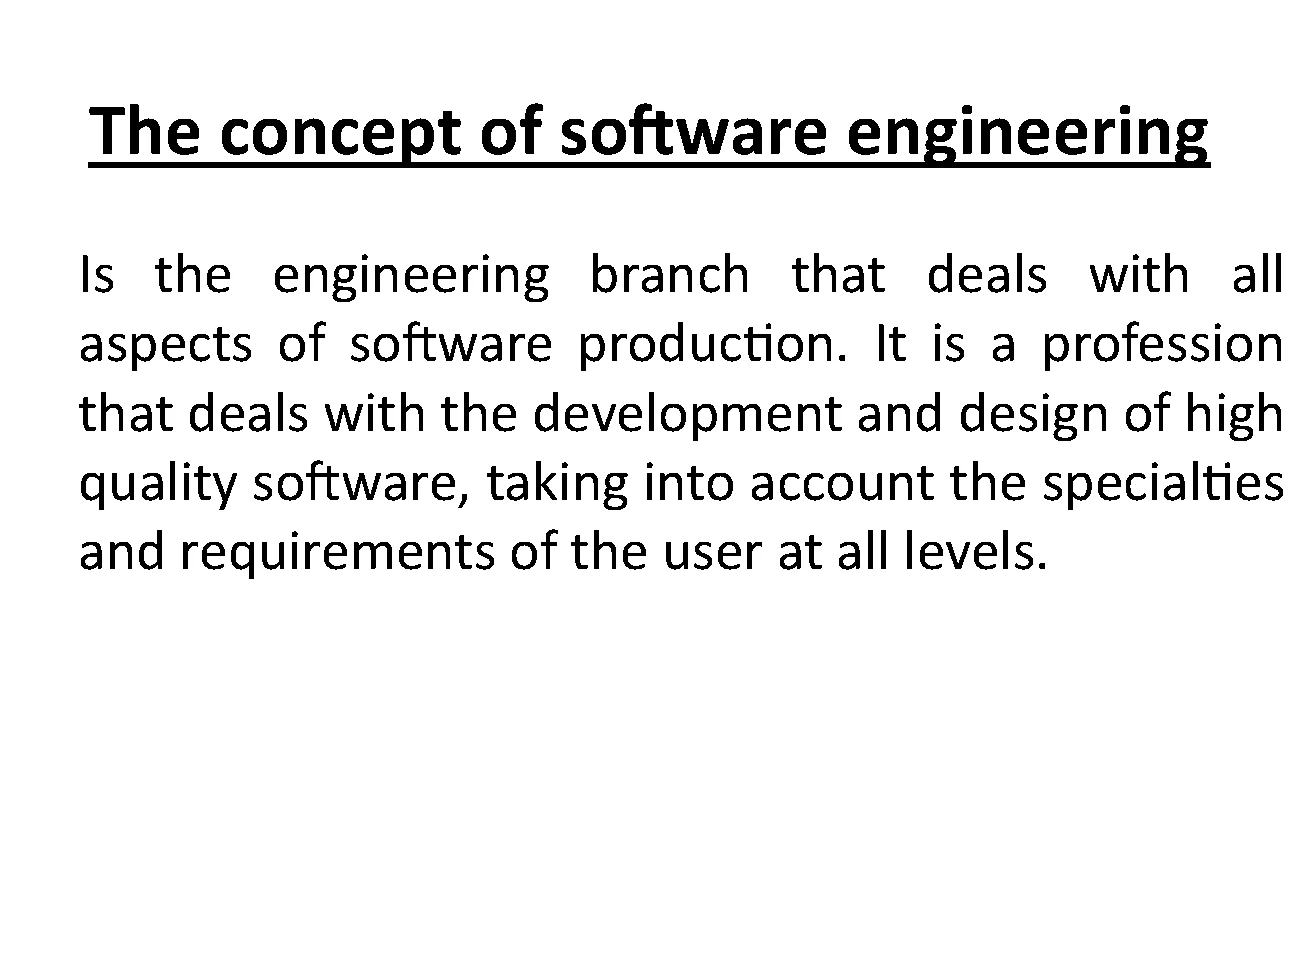 The concept of software engineering
Is the engineering branch that deals with all
aspects of software production. It is a profession
that deals with the development and design of high
quality software, taking into account the specialties
and requirements of the user at all levels.